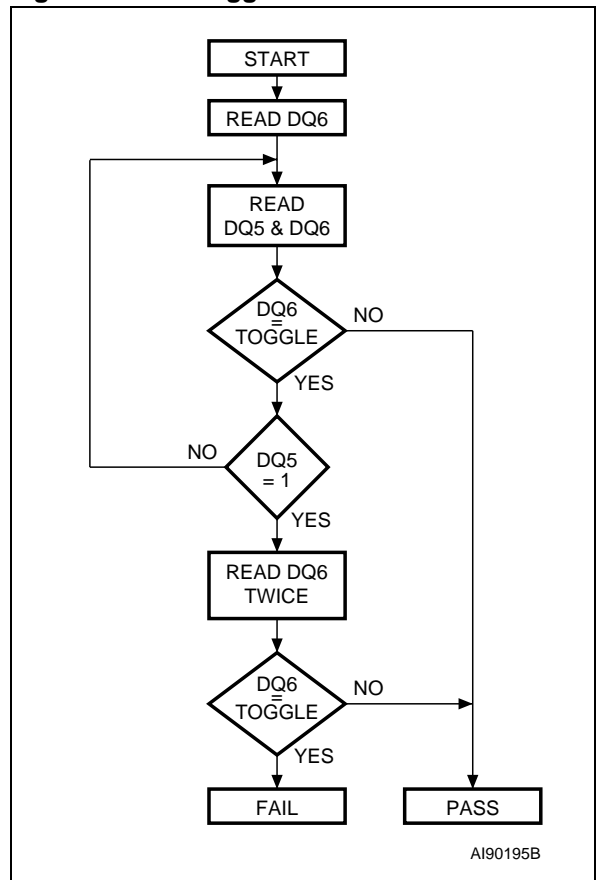 START
READ DQ6
READ
DQ5 & DQ6
DQ6
=
TOGGLE
NO
YES
NO
DQ5
= 1
YES
READ DQ6
TWICE
DQ6
=
TOGGLE
NO
YES
FAIL
PASS
AI90195B